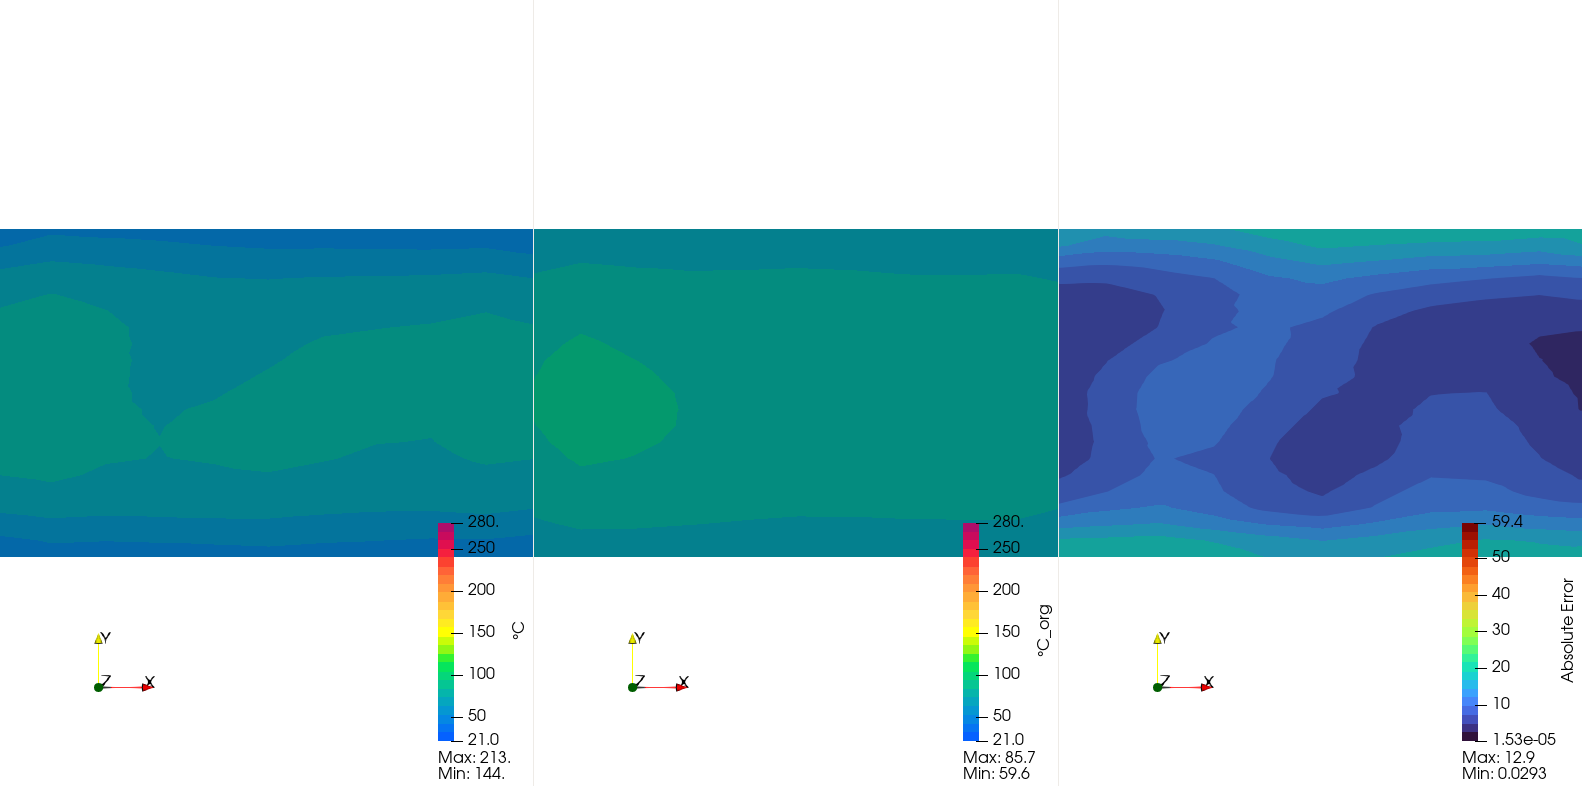 280.
250
200
150
100
50
21.0
°C
Max: 213.
Min: 144.
Y
Z
X
280.
250
200
150
100
50
21.0
°C_org
Max: 85.7
Min: 59.6
Y
Z
X
59.4
50
40
30
20
10
1.53e-05
Absolute Error
Max: 12.9
Min: 0.0293
Y
Z
X